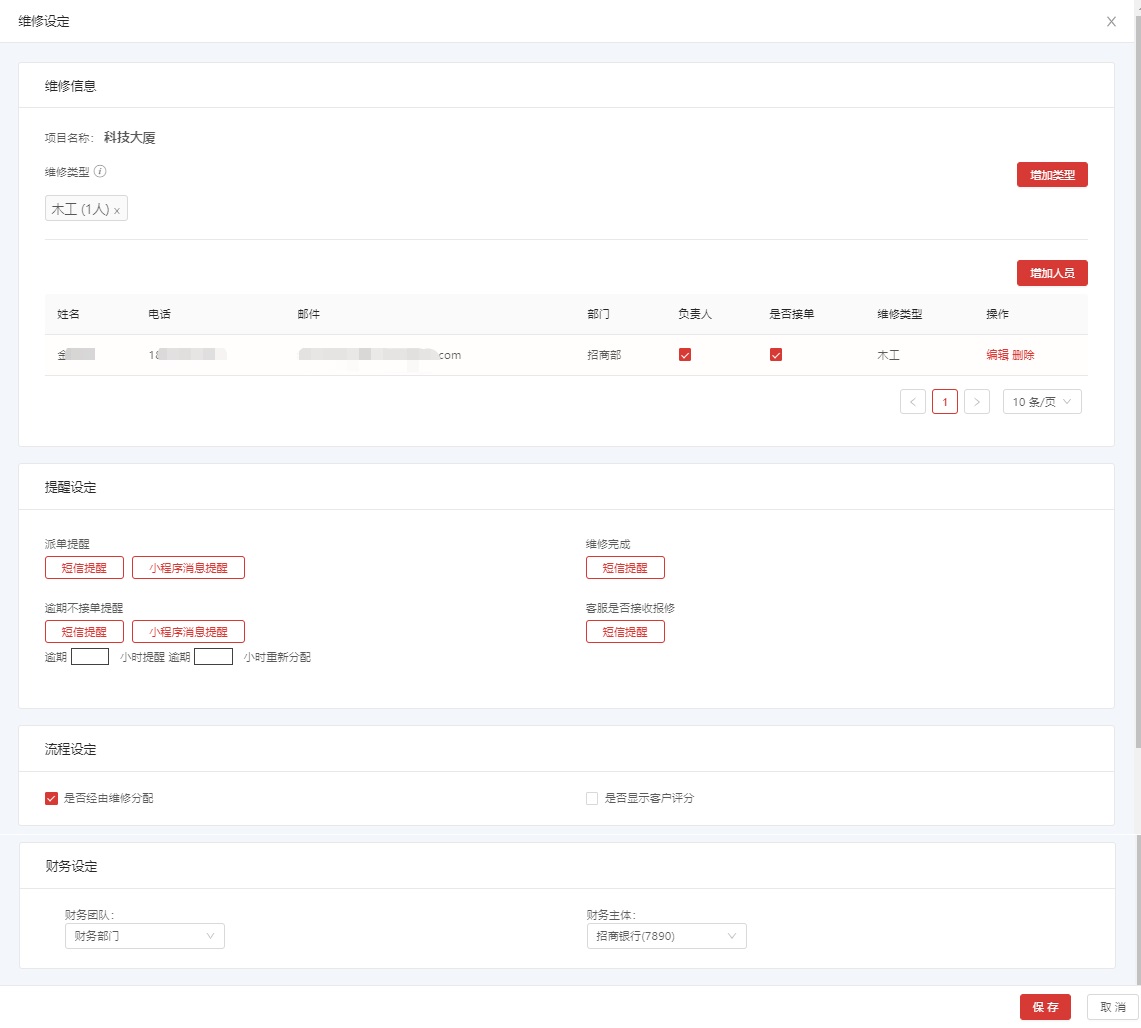 维修设定
维修信息
项目名称: 科技大厦
维修类型
增加类型
木工 (1人) x
增加人员
姓名 电话 邮件 部门 负责人 是否接单 维修类型 操作
18 com 招商部 木工 编辑 删除
< 1 > 10 条/页
提醒设定
派单提醒 维修完成
短信提醒 小程序消息提醒 短信提醒
逾期不接单提醒 客服是否接收报修
短信提醒 小程序消息提醒 短信提醒
逾期 小时提醒 逾期 小时重新分配
流程设定
是否经由维修分配 是否显示客户评分
财务设定
财务团队: 财务主体:
财务部门 招商银行(7890)
保存 取消